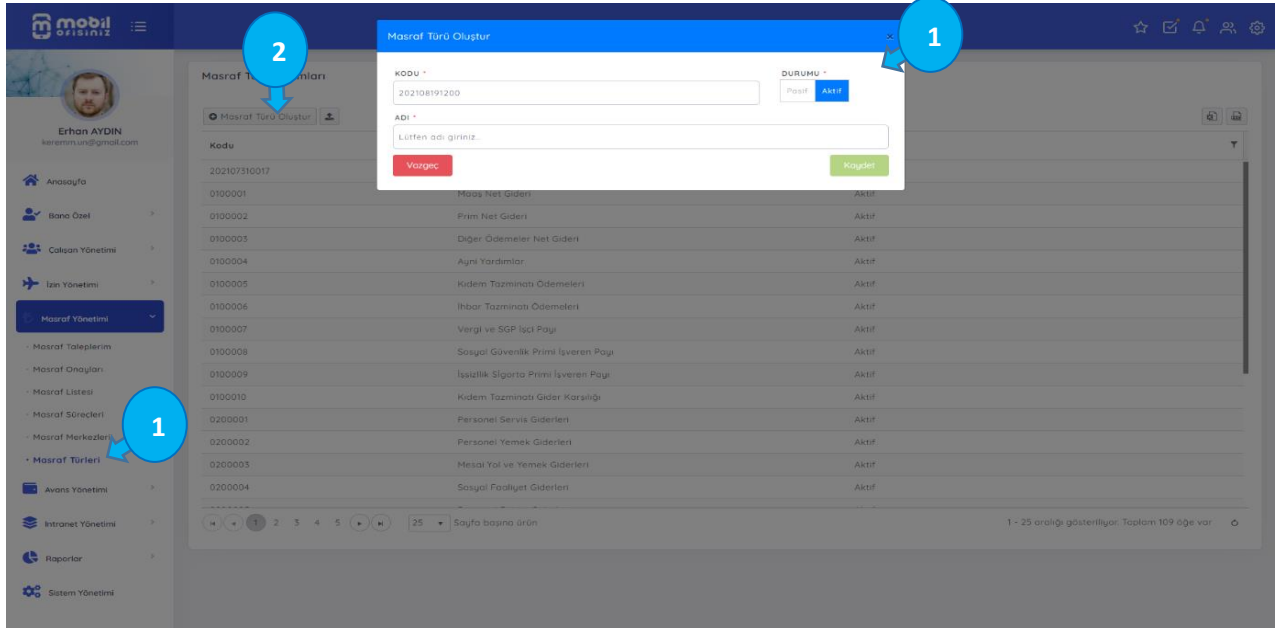 mobil
ofisiniz
Erhan AYDIN
keremm.un@gmail.com
Anasayfa
Bana Özel
Çalışan Yönetimi
İzin Yönetimi
Masraf Yönetimi
Masraf Taleplerim
Masraf Onayları
Masraf Listesi
Masraf Süreçleri
Masraf Merkezleri
Masraf Türleri
1
Avans Yönetimi
Intranet Yönetimi
Raporlar
Sistem Yönetimi
2
Masraf
Masraf Türü Oluştur
Masraf Türü Oluştur
x
1
KODU *
DURUMU *
202108191200
Pasif Aktif
ADI *
Lütfen adı giriniz..
Vazgeç
Kaydet
Kodu
202107310017
0100001 Maaş Net Gideri Aktif
0100002 Prim Net Gideri Aktif
0100003 Diğer Ödemeler Net Gideri Aktif
0100004 Ayni Yardımlar Aktif
0100005 Kıdem Tazminatı Ödemeleri Aktif
0100006 İhbar Tazminatı Ödemeleri Aktif
0100007 Vergi ve SGP İşçi Payı Aktif
0100008 Sosyal Güvenlik Primi İşveren Payı Aktif
0100009 İşsizlik Sigorta Primi İşveren Payı Aktif
0100010 Kıdem Tazminatı Gider Karşılığı Aktif
0200001 Personel Servis Giderleri Aktif
0200002 Personel Yemek Giderleri Aktif
0200003 Mesai Yol ve Yemek Giderleri Aktif
0200004 Sosyal Faaliyet Giderleri Aktif
1 2 3 4 5 25 Sayfa başına ürün
1 - 25 aralığı gösteriliyor. Toplam 109 öğe var